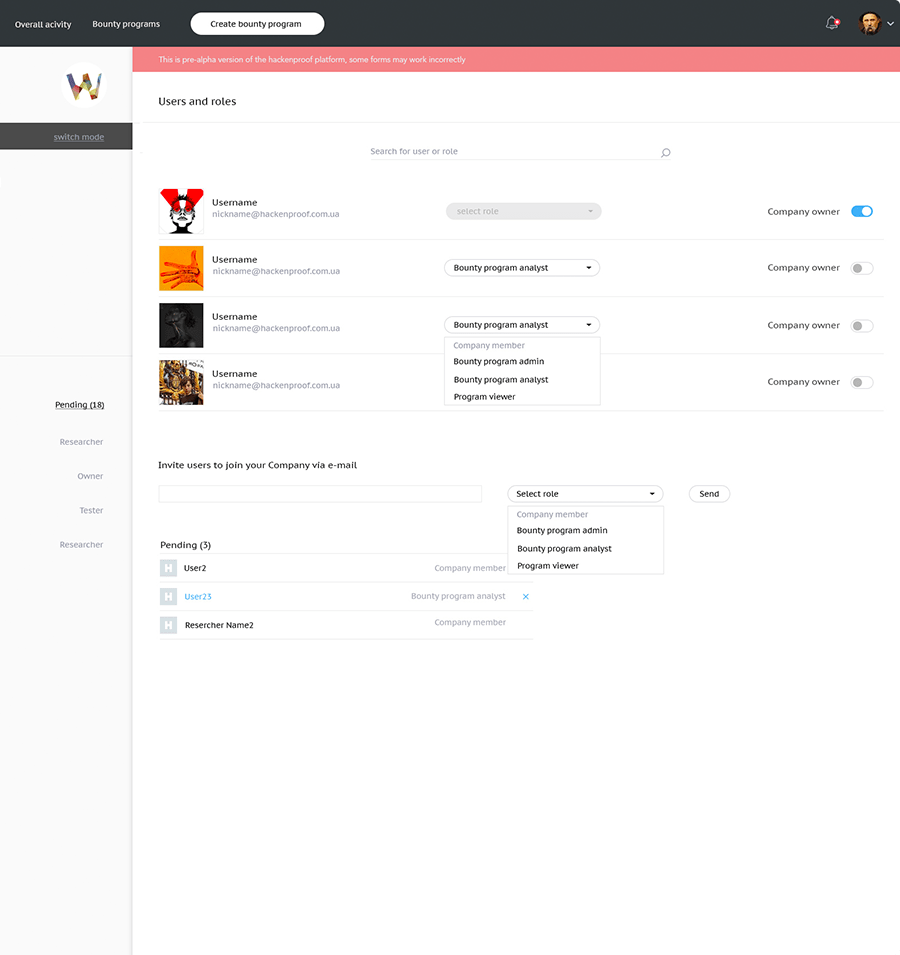 Overall acivity
Bounty programs
Create bounty program
This is pre-alpha version of the hackenproof platform, some forms may work incorrectly
W
switch mode
Users and roles
Search for user or role
Username
nickname@hackenproof.com.ua
select role
Company owner
Username
nickname@hackenproof.com.ua
Bounty program analyst
Company owner
Username
nickname@hackenproof.com.ua
Bounty program analyst
Company member
Bounty program admin
Bounty program analyst
Program viewer
Company owner
Username
nickname@hackenproof.com.ua
Company owner
Pending (18)
Researcher
Owner
Tester
Researcher
Invite users to join your Company via e-mail
Select role
Company member
Bounty program admin
Bounty program analyst
Program viewer
Send
Pending (3)
H
User2
Company member
H
User23
Bounty program analyst
H
Resercher Name2
Company member